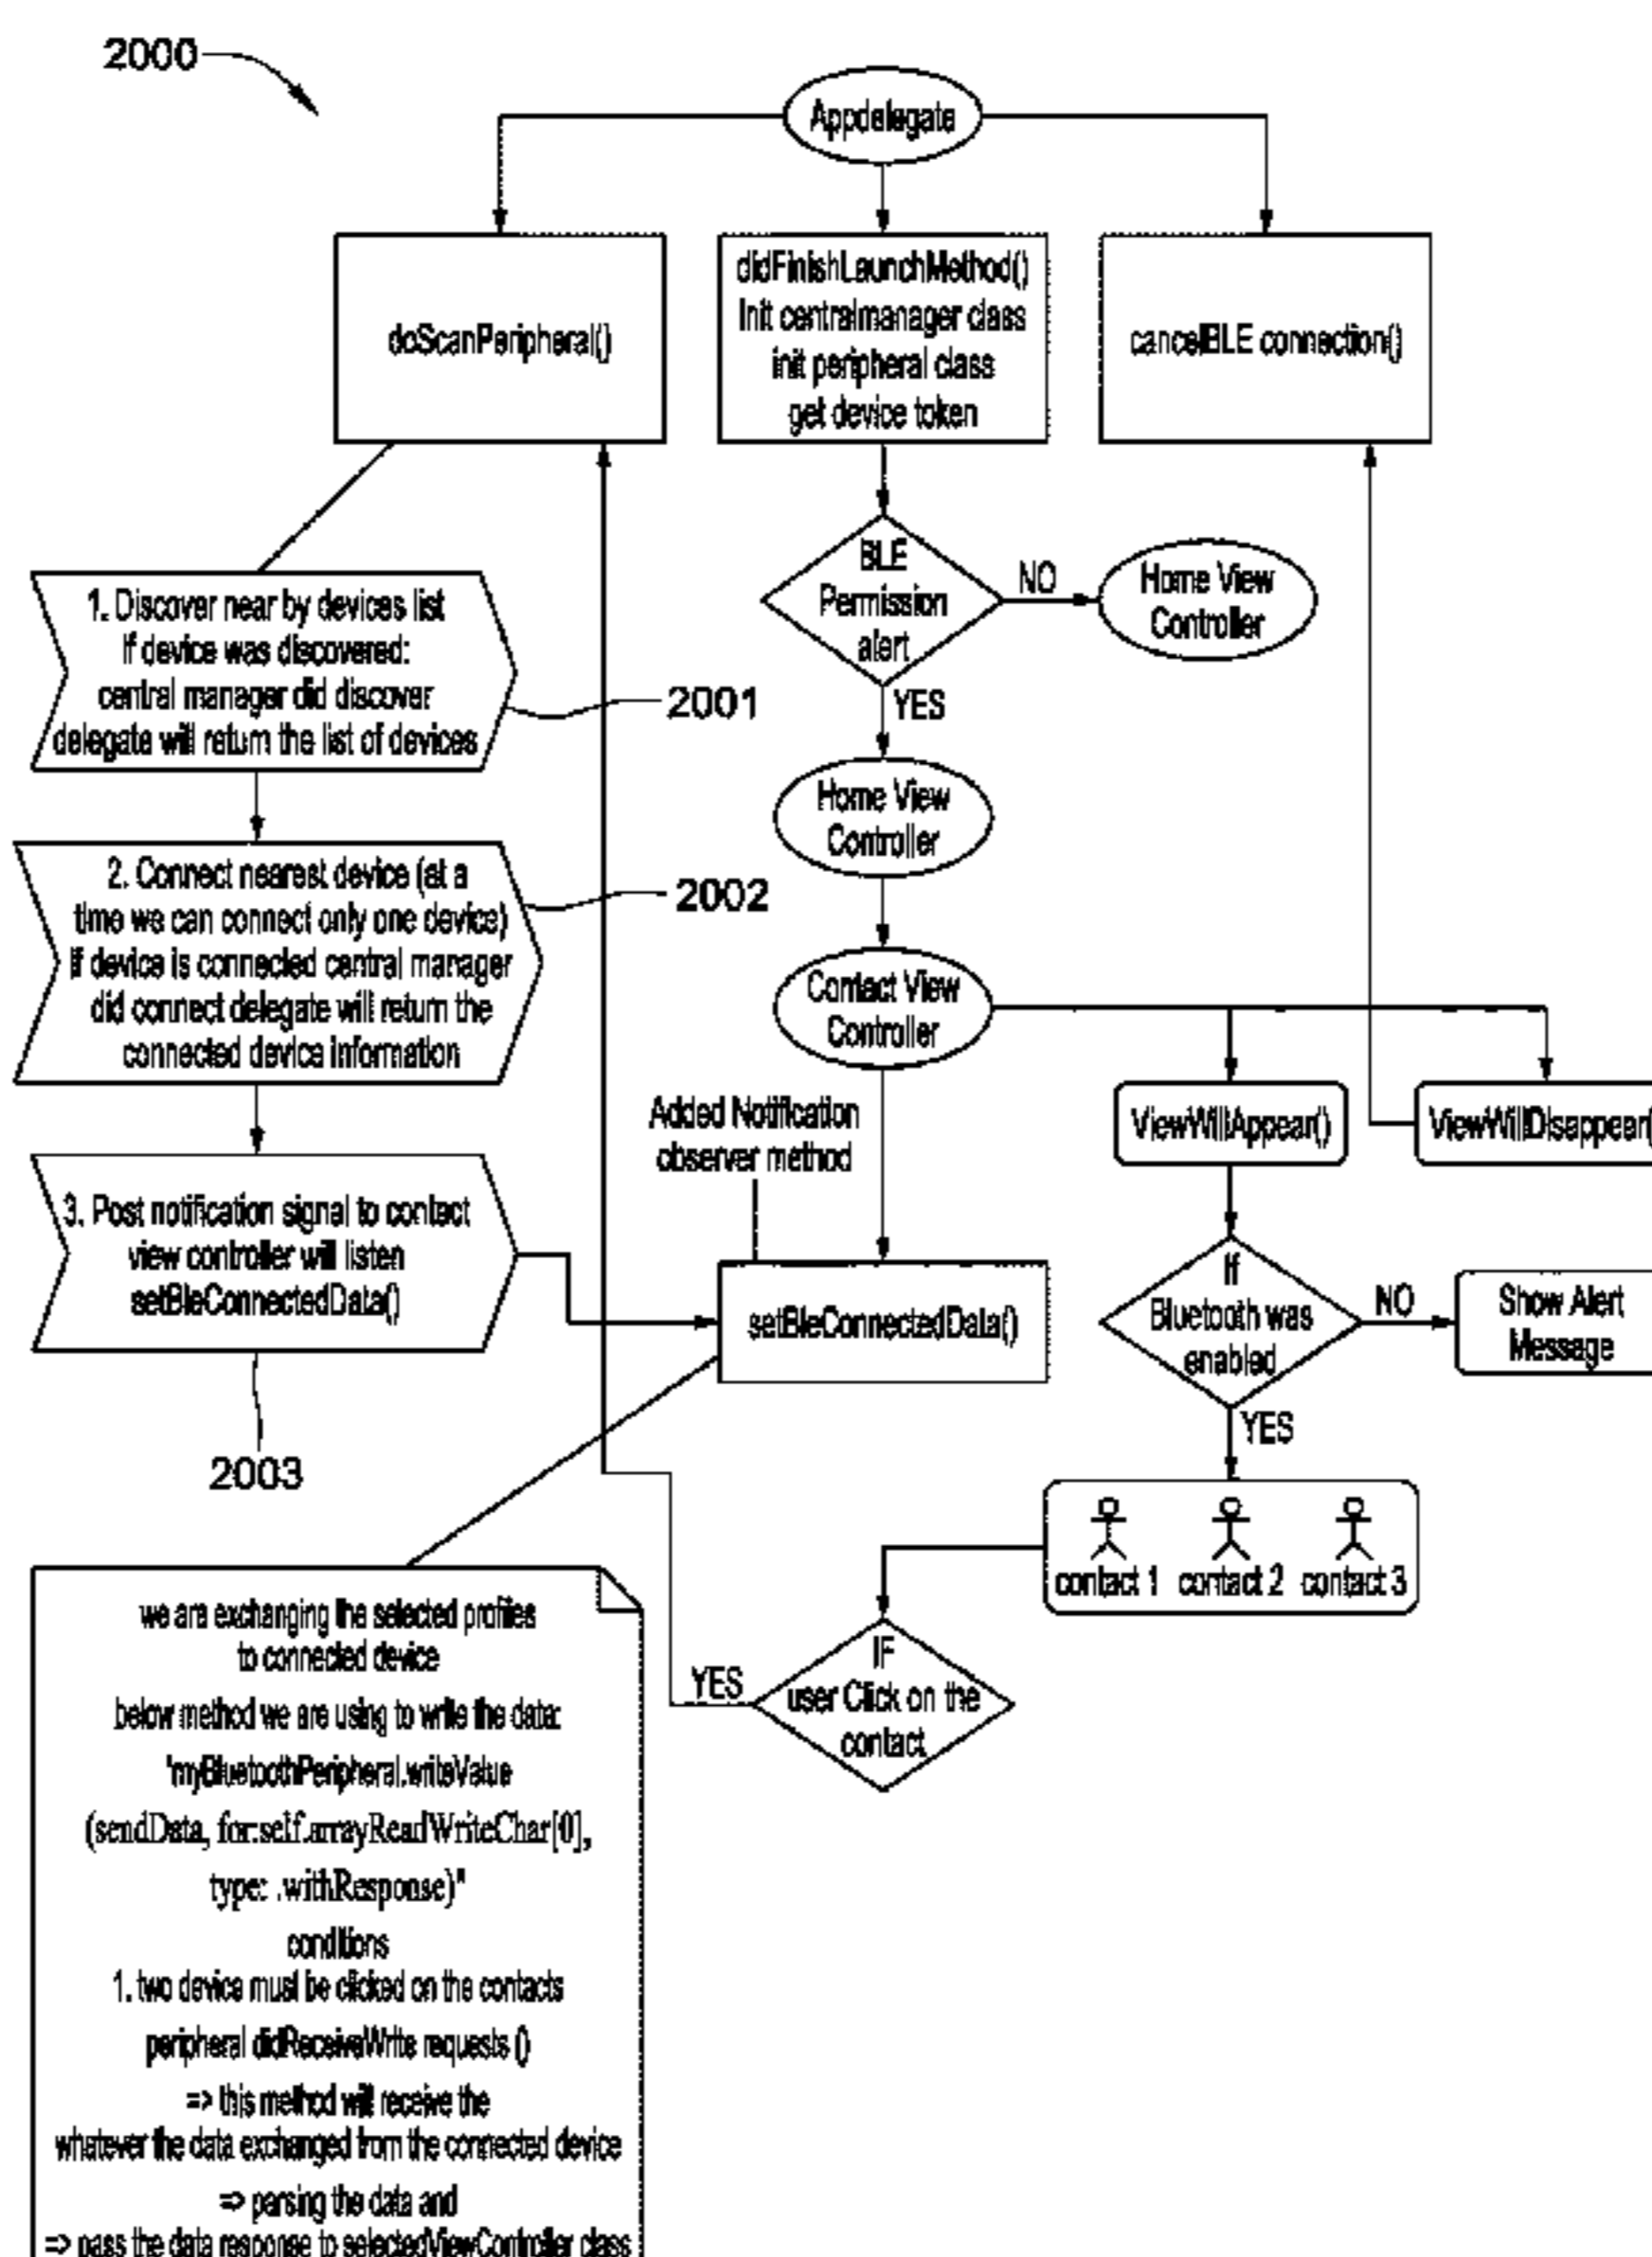 2000
Appdelegate
doScanPeripheral()
didFinishLaunchMethod()
Init centralmanager class
init peripheral class
get device token
cancelBLE connection()
BLE
Permission
alert
NO
Home View
Controller
YES
1. Discover near by devices list
If device was discovered:
central manager did discover
delegate will return the list of devices
2001
Home View
Controller
2. Connect nearest device (at a
time we can connect only one device)
If device is connected central manager
did connect delegate will return the
connected device information
2002
Contact View
Controller
ViewWillAppear()
ViewWillDisappear(
Added Notification
observer method
3. Post notification signal to contact
view controller will listen
setBleConnectedData()
2003
setBleConnectedData()
If
Bluetooth was
enabled
NO
Show Alert
Message
YES
contact 1 contact 2 contact 3
IF
user Click on the
contact
YES
we are exchanging the selected profiles
to connected device
below method we are using to write the data:
"myBluetoothPeripheral.writeValue
(sendData, for:self.arrayReadWriteChar[0],
type: .withResponse)"
conditions
1. two device must be clicked on the contacts
peripheral didReceiveWrite requests ()
=> this method will receive the
whatever the data exchanged from the connected device
=> parsing the data and
=> pass the data response to selectedViewController class